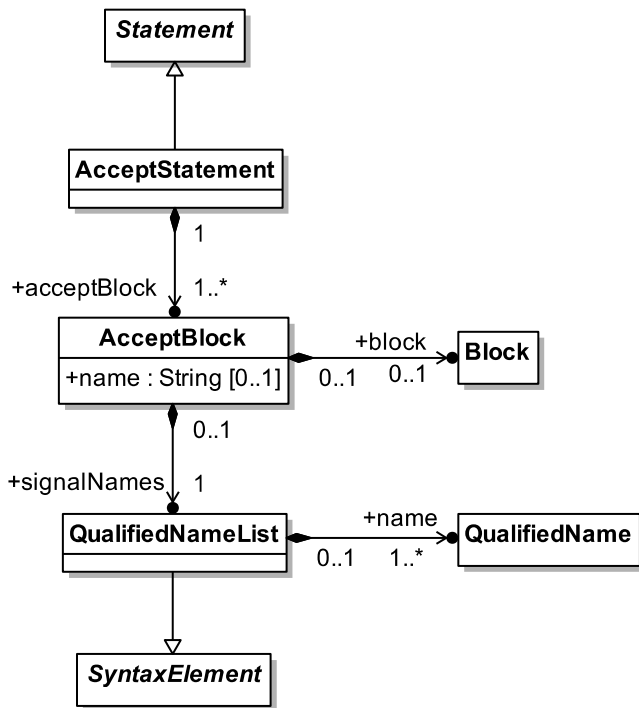 Statement
AcceptStatement
1
+acceptBlock 1..*
AcceptBlock
+name : String [0..1]
+block
0..1 0..1
Block
0..1
+signalNames 1
QualifiedNameList
+name
0..1 1..*
QualifiedName
SyntaxElement